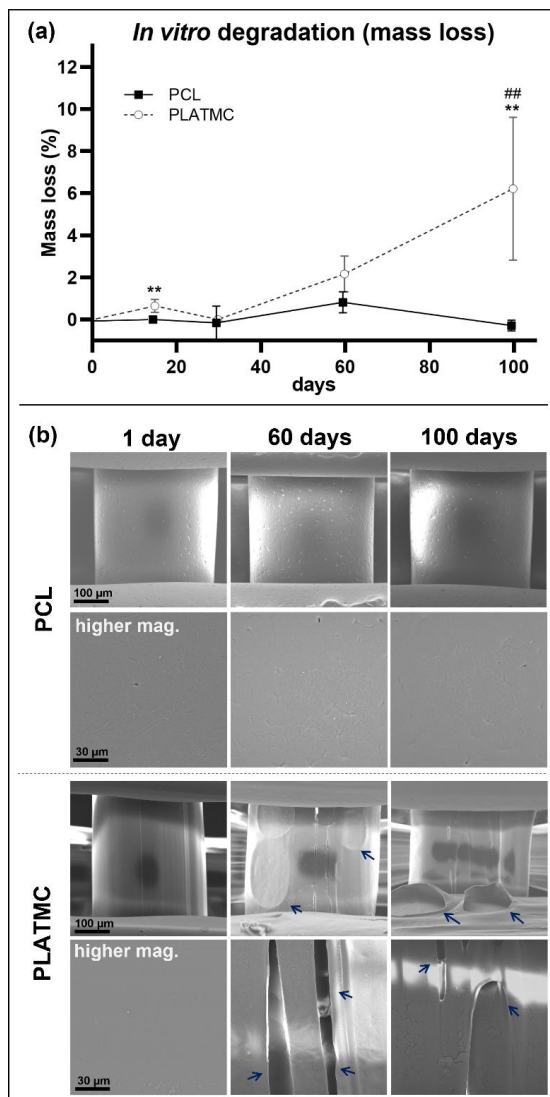 (a) In vitro degradation (mass loss)
Mass loss (%)
12
10
8
6
4
2
0
PCL
PLATMC
**
##
**
0 20 40 60 80 100
days
(b)
1 day 60 days 100 days
PCL
100 µm
higher mag.
30 µm
PLATMC
100 µm
higher mag.
30 µm